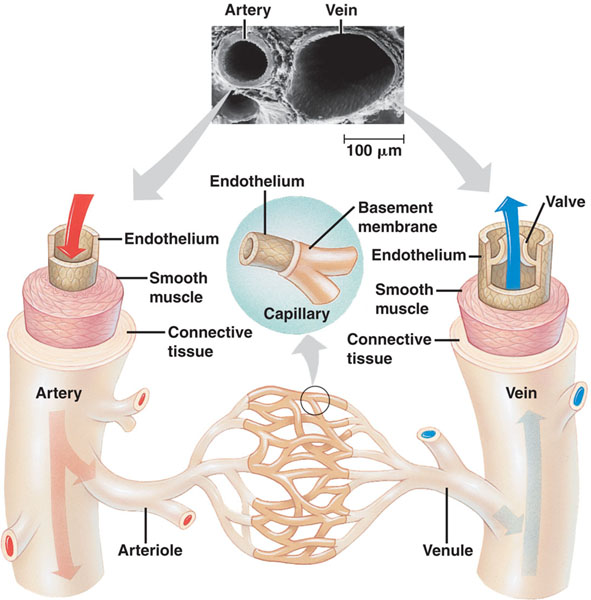 Artery
Vein
100 µm
Endothelium
Smooth
muscle
Connective
tissue
Artery
Endothelium
Basement
membrane
Capillary
Valve
Endothelium
Smooth
muscle
Connective
tissue
Vein
Arteriole
Venule